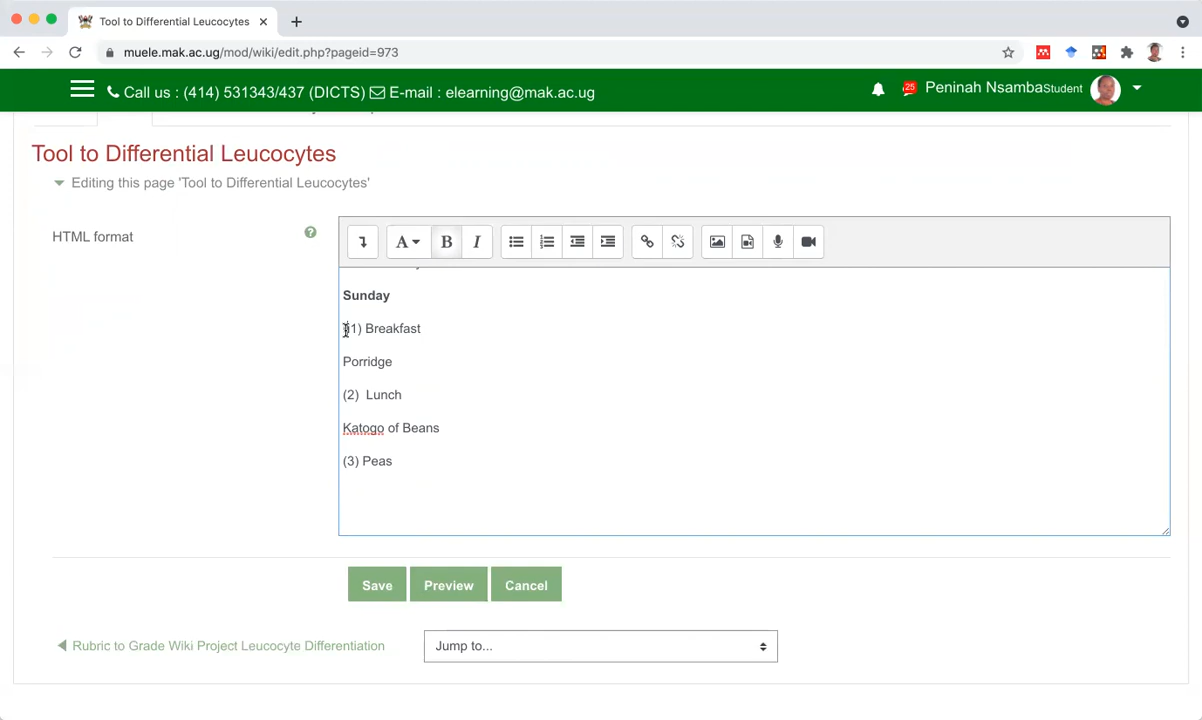 Tool to Differential Leucocytes
muele.mak.ac.ug/mod/wiki/edit.php?pageid=973
Call us : (414) 531343/437 (DICTS) E-mail : elearning@mak.ac.ug
25
Peninah NsambaStudent
Tool to Differential Leucocytes
Editing this page 'Tool to Differential Leucocytes'
HTML format
A
B
I
Sunday
(1) Breakfast
Porridge
(2) Lunch
Katogo of Beans
(3) Peas
Save
Preview
Cancel
Rubric to Grade Wiki Project Leucocyte Differentiation
Jump to...